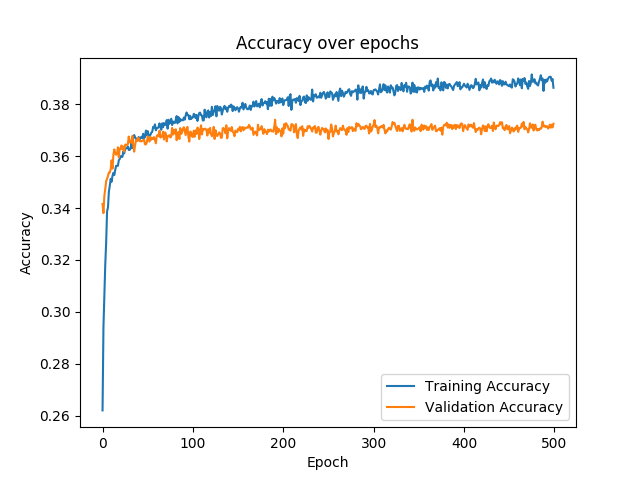 Accuracy over epochs
Accuracy
0.38
0.36
0.34
0.32
0.30
0.28
0.26
Training Accuracy
Validation Accuracy
0
100
200
300
400
500
Epoch